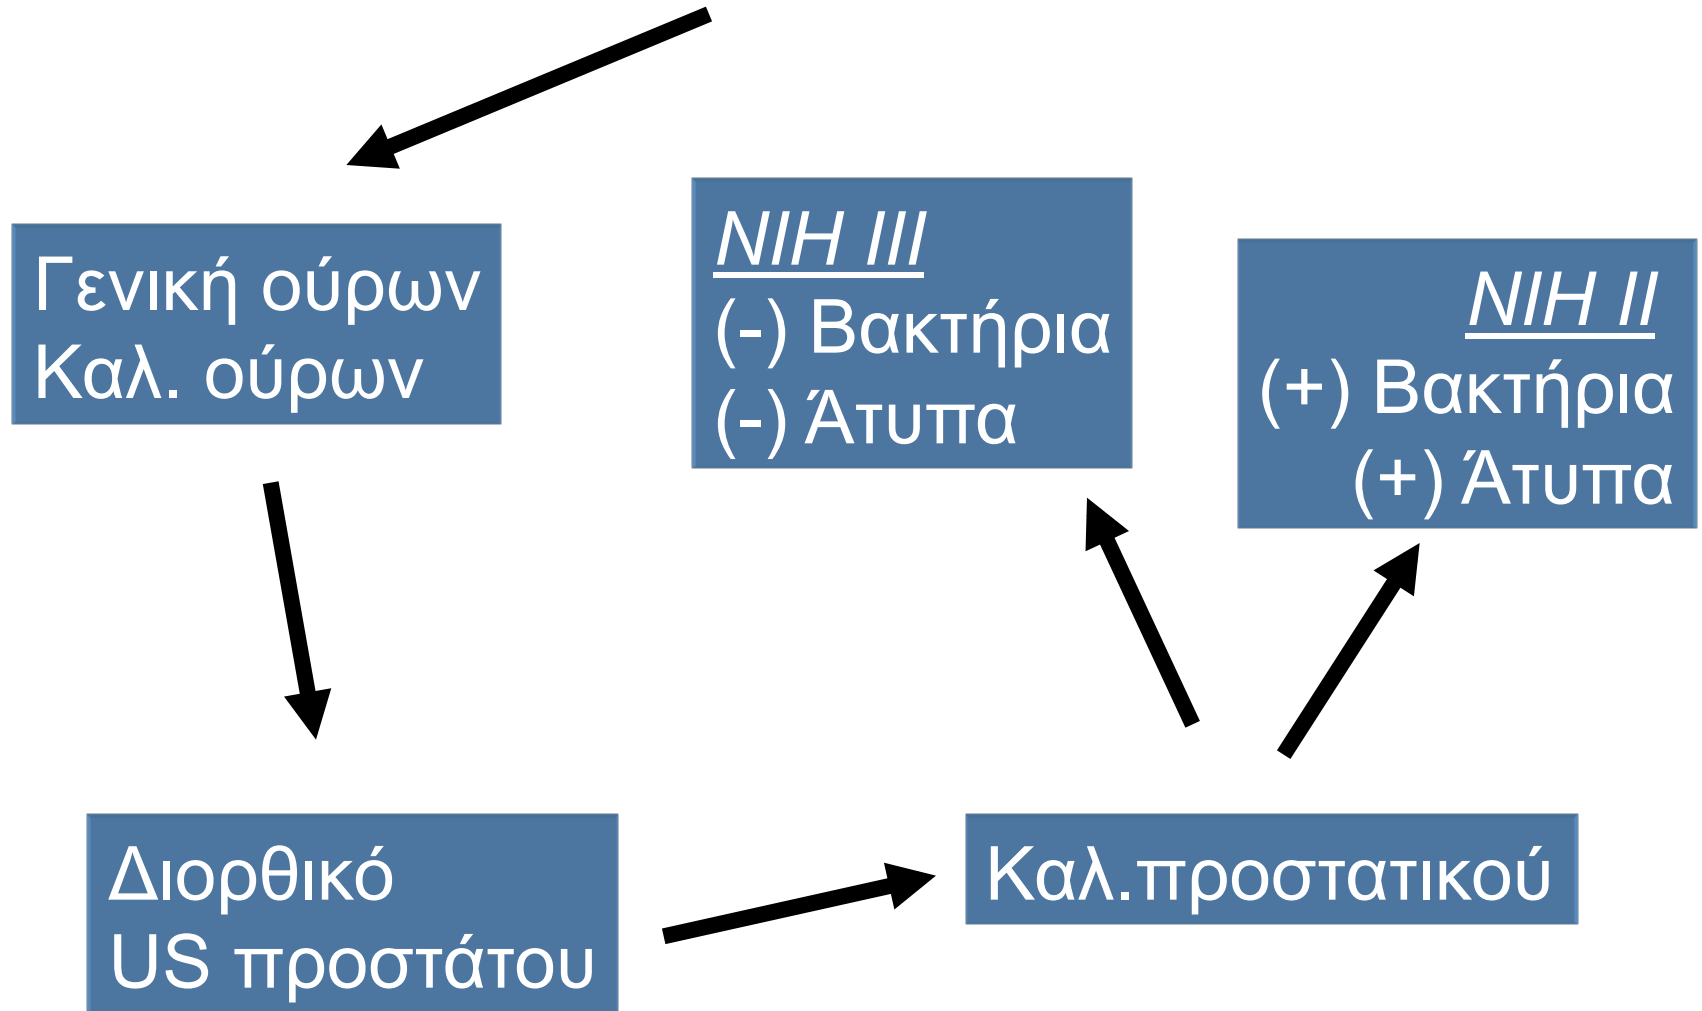 Γενική ούρων
Καλ. ούρων
NIH III
(-) Βακτήρια
(-) Άτυπα
NIH II
(+) Βακτήρια
(+) Άτυπα
Διορθικό
US προστάτου
Καλ.προστατικού